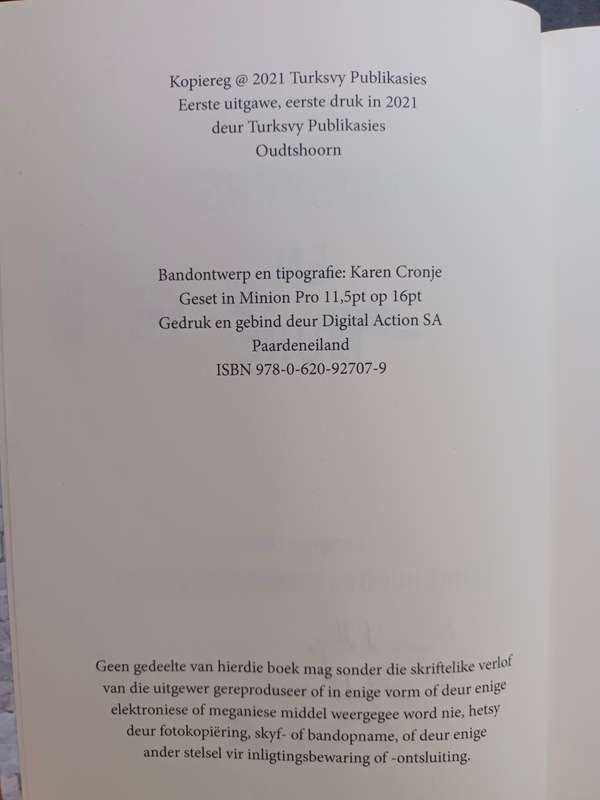 Kopiereg @ 2021 Turksvy Publikasies
Eerste uitgawe, eerste druk in 2021
deur Turksvy Publikasies
Oudtshoorn
Bandontwerp en tipografie: Karen Cronje
Geset in Minion Pro 11,5pt op 16pt
Gedruk en gebind deur Digital Action SA
Paardeneiland
ISBN 978-0-620-92707-9
Geen gedeelte van hierdie boek mag sonder die skriftelike verlof
van die uitgewer gereproduseer of in enige vorm of deur enige
elektroniese of meganiese middel weergegee word nie, hetsy
deur fotokopiëring, skyf- of bandopname, of deur enige
ander stelsel vir inligtingsbewaring of -ontsluiting.